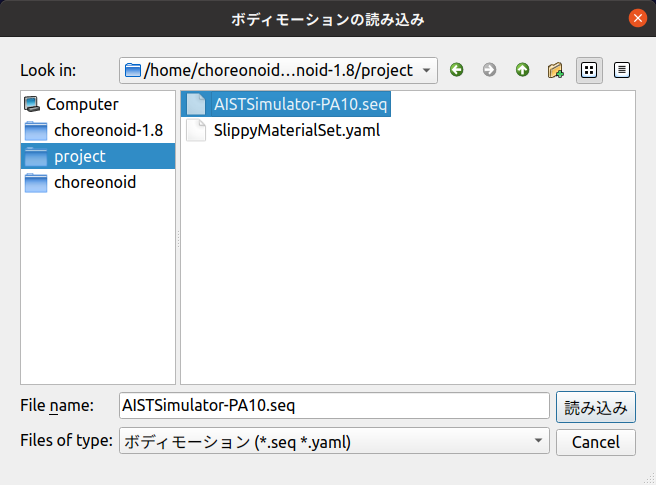 ボディモーションの読み込み
Look in:
/home/choreonoid...noid-1.8/project
Computer
choreonoid-1.8
project
choreonoid
AISTSimulator-PA10.seq
SlippyMaterialSet.yaml
File name:
AISTSimulator-PA10.seq
読み込み
Files of type:
ボディモーション (*.seq *.yaml)
Cancel